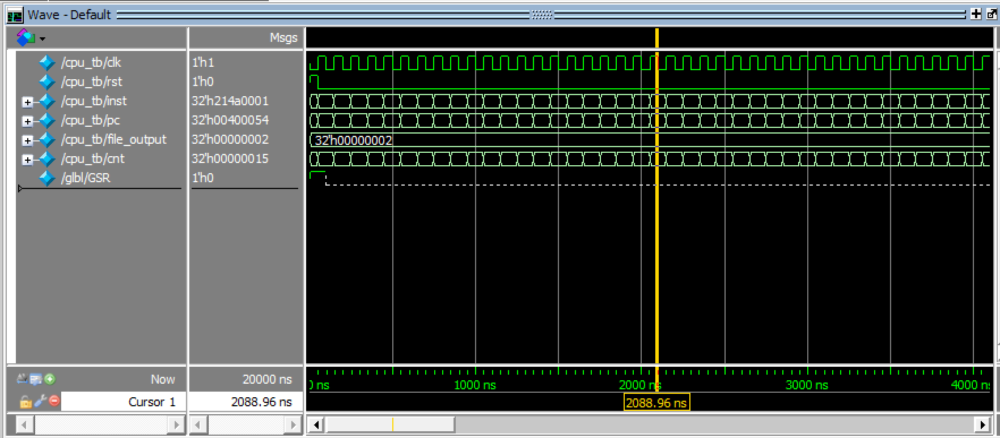 Wave - Default
Msgs
/cpu_tb/clk 1'h1
/cpu_tb/rst 1'h0
/cpu_tb/inst 32'h214a0001
/cpu_tb/pc 32'h00400054
/cpu_tb/file_output 32'h00000002 32'h00000002
/cpu_tb/cnt 32'h00000015
/glbl/GSR 1'h0
Now 20000 ns ns 1000 ns 2000 ns 3000 ns 4000 n
Cursor 1 2088.96 ns 2088.96 ns